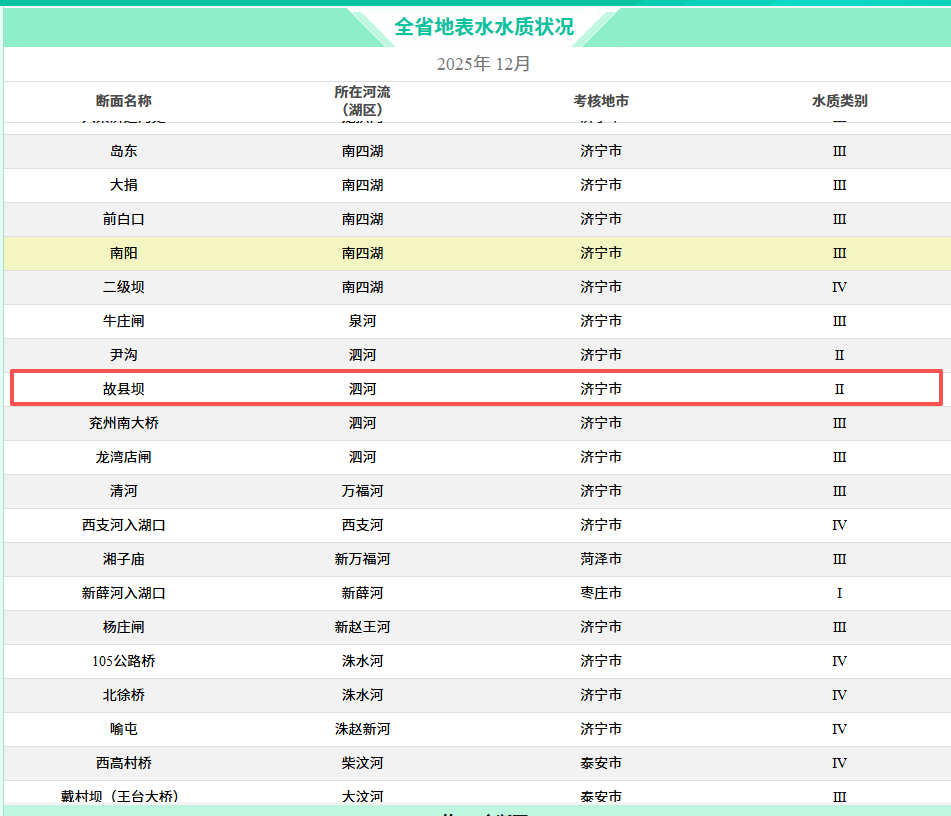 全省地表水水质状况
2025年 12月
断面名称 所在河流（湖区） 考核地市 水质类别
岛东 南四湖 济宁市 III
大捐 南四湖 济宁市 III
前白口 南四湖 济宁市 III
南阳 南四湖 济宁市 III
二级坝 南四湖 济宁市 IV
牛庄闸 泉河 济宁市 III
尹沟 泗河 济宁市 II
故县坝 泗河 济宁市 II
兖州南大桥 泗河 济宁市 III
龙湾店闸 泗河 济宁市 III
清河 万福河 济宁市 III
西支河入湖口 西支河 济宁市 IV
湘子庙 新万福河 菏泽市 III
新薛河入湖口 新薛河 枣庄市 I
杨庄闸 新赵王河 济宁市 III
105公路桥 洙水河 济宁市 IV
北徐桥 洙水河 济宁市 IV
喻屯 洙赵新河 济宁市 IV
西高村桥 柴汶河 泰安市 IV
戴村坝（王台大桥） 大汶河 泰安市 III